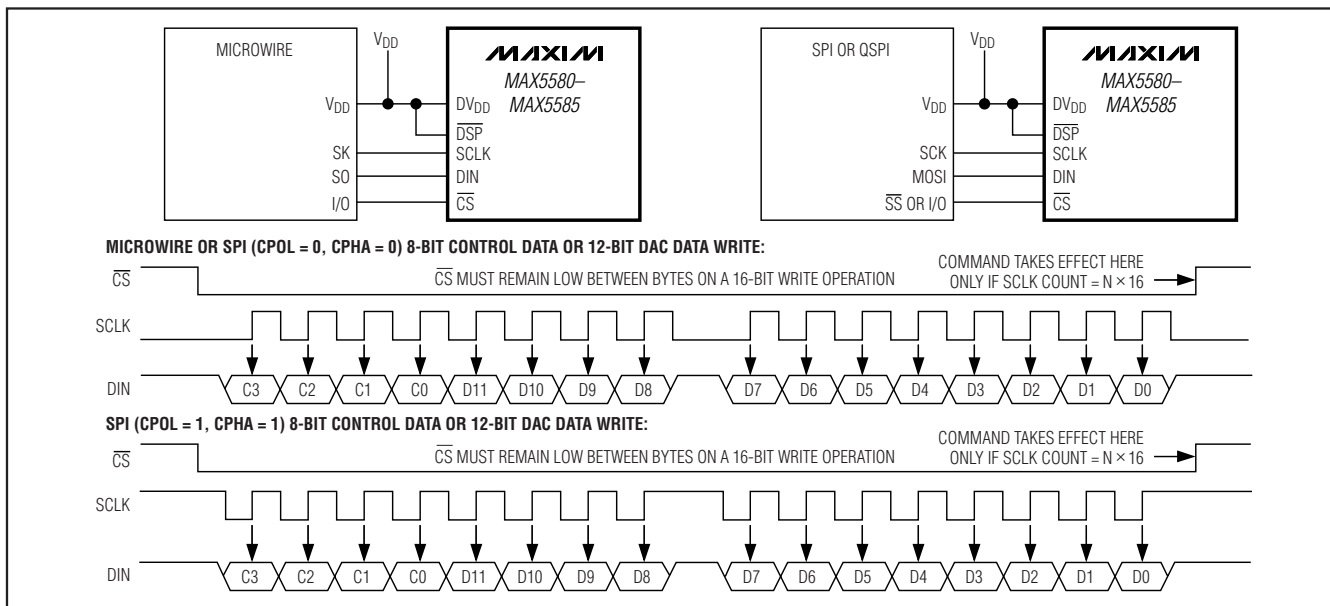 MICROWIRE
VDD
MAXIM
MAX5580–
MAX5585
VDD
DVDD
DSP
SK
SCLK
SO
DIN
I/O
CS
SPI OR QSPI
VDD
MAXIM
MAX5580–
MAX5585
VDD
DVDD
DSP
SCK
SCLK
MOSI
DIN
SS OR I/O
CS
MICROWIRE OR SPI (CPOL = 0, CPHA = 0) 8-BIT CONTROL DATA OR 12-BIT DAC DATA WRITE:
CS
CS MUST REMAIN LOW BETWEEN BYTES ON A 16-BIT WRITE OPERATION
COMMAND TAKES EFFECT HERE
ONLY IF SCLK COUNT = N × 16
SCLK
DIN
C3 C2 C1 C0 D11 D10 D9 D8 D7 D6 D5 D4 D3 D2 D1 D0
SPI (CPOL = 1, CPHA = 1) 8-BIT CONTROL DATA OR 12-BIT DAC DATA WRITE:
CS
CS MUST REMAIN LOW BETWEEN BYTES ON A 16-BIT WRITE OPERATION
COMMAND TAKES EFFECT HERE
ONLY IF SCLK COUNT = N × 16
SCLK
DIN
C3 C2 C1 C0 D11 D10 D9 D8 D7 D6 D5 D4 D3 D2 D1 D0